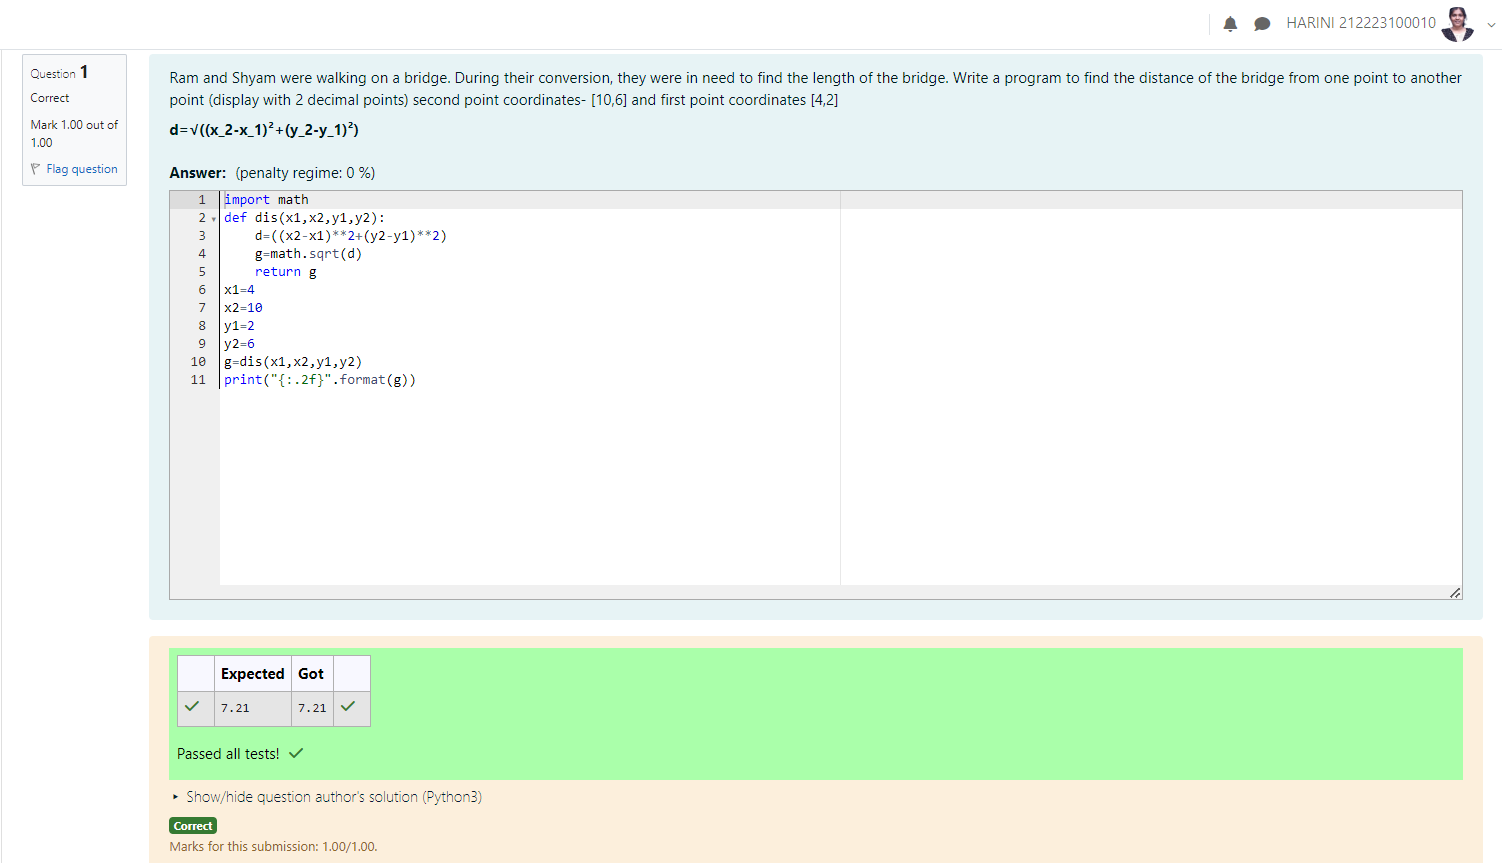 HARINI 212223100010
Question 1
Correct
Mark 1.00 out of
1.00
Flag question
Ram and Shyam were walking on a bridge. During their conversion, they were in need to find the length of the bridge. Write a program to find the distance of the bridge from one point to another
point (display with 2 decimal points) second point coordinates- [10,6] and first point coordinates [4,2]
d=√((x_2-x_1)²+(y_2-y_1)²)
Answer: (penalty regime: 0 %)
1 import math
2 def dis(x1,x2,y1,y2):
3     d=((x2-x1)**2+(y2-y1)**2)
4     g=math.sqrt(d)
5     return g
6 x1=4
7 x2=10
8 y1=2
9 y2=6
10 g=dis(x1,x2,y1,y2)
11 print("{:.2f}".format(g))
Expected Got
7.21 7.21
Passed all tests!
Show/hide question author's solution (Python3)
Correct
Marks for this submission: 1.00/1.00.